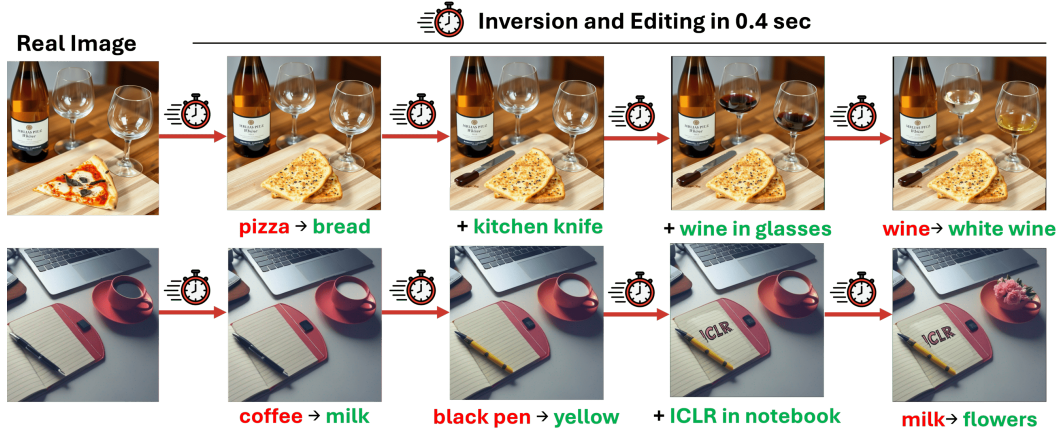 Inversion and Editing in 0.4 sec
Real Image
pizza → bread
+ kitchen knife
+ wine in glasses
wine→ white wine
coffee → milk
black pen → yellow
+ ICLR in notebook
milk→ flowers
ICLR
ICLR